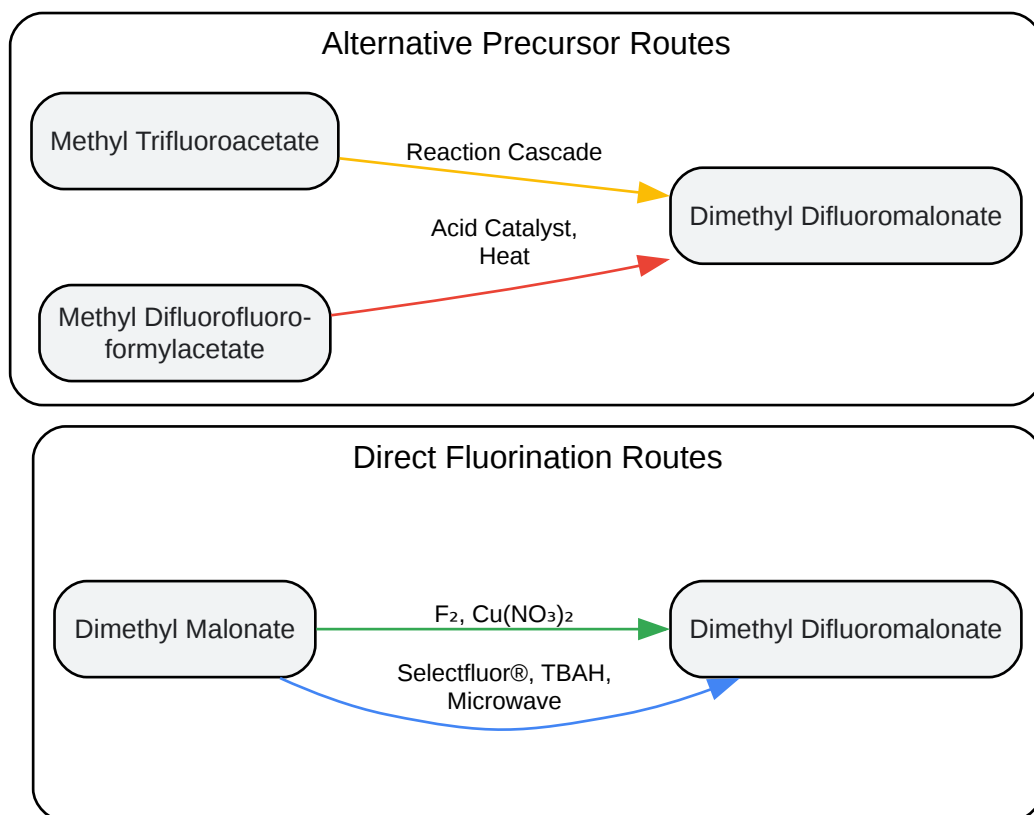 Alternative Precursor Routes
Methyl Trifluoroacetate
Reaction Cascade
Dimethyl Difluoromalonate
Acid Catalyst,
Heat
Methyl Difluorofluoro-
formylacetate
Direct Fluorination Routes
Dimethyl Malonate
F₂, Cu(NO₃)₂
Dimethyl Difluoromalonate
Selectfluor®, TBAH,
Microwave